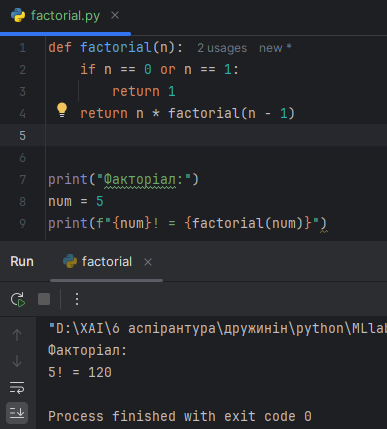 factorial.py
1 def factorial(n): 2 usages new *
2 if n == 0 or n == 1:
3 return 1
4 return n * factorial(n - 1)
5
6
7 print("Факторіал:")
8 num = 5
9 print(f"{num}! = {factorial(num)}")
Run factorial
"D:\XAI\6 аспірантура\дружинін\python\MLlab
Факторіал:
5! = 120
Process finished with exit code 0